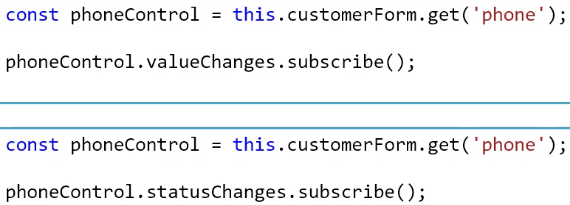 const phoneControl = this.customerForm.get('phone');
phoneControl.valueChanges.subscribe();
const phoneControl = this.customerForm.get('phone');
phoneControl.statusChanges.subscribe();